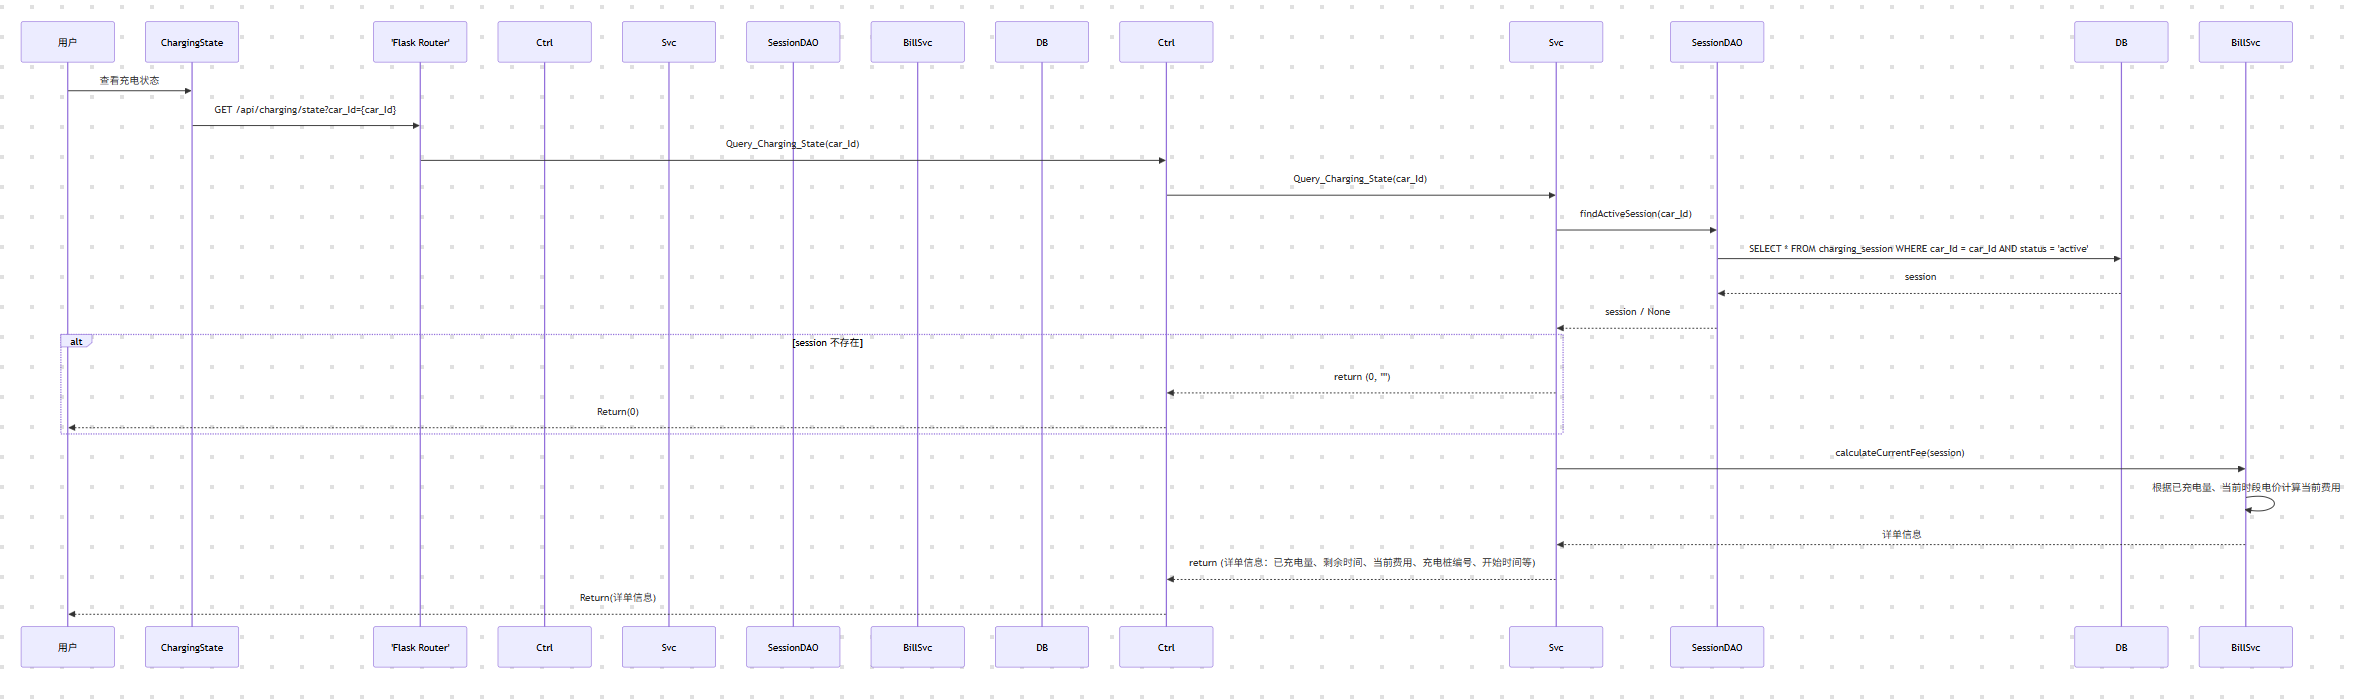 用户 ChargingState 'Flask Router' Ctrl Svc SessionDAO BillSvc DB Ctrl Svc SessionDAO DB BillSvc
查看充电状态
GET /api/charging/state?car_Id={car_Id}
Query_Charging_State(car_Id)
Query_Charging_State(car_Id)
findActiveSession(car_Id)
SELECT * FROM charging_session WHERE car_Id = car_Id AND status = 'active'
session
session / None
alt [session 不存在]
return (0, "")
Return(0)
calculateCurrentFee(session)
根据已充电量、当前时段电价计算当前费用
详单信息
return (详单信息：已充电量、剩余时间、当前费用、充电桩编号、开始时间等)
Return(详单信息)
用户 ChargingState 'Flask Router' Ctrl Svc SessionDAO BillSvc DB Ctrl Svc SessionDAO DB BillSvc